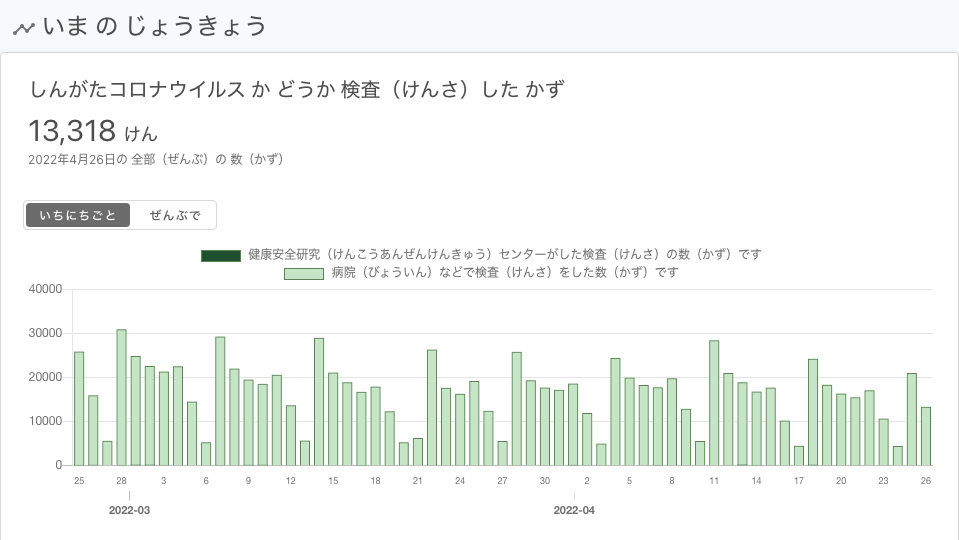 いま の じょうきょう
しんがたコロナウイルス か どうか 検査（けんさ）した かず
13,318 けん
2022年4月26日の 全部（ぜんぶ）の 数（かず）
いちにちごと ぜんぶで
健康安全研究（けんこうあんぜんけんきゅう）センターがした検査（けんさ）の数（かず）です
病院（びょういん）などで検査（けんさ）をした数（かず）です
40000
30000
20000
10000
0
25 28 3 6 9 12 15 18 21 24 27 30 2 5 8 11 14 17 20 23 26
2022-03 2022-04